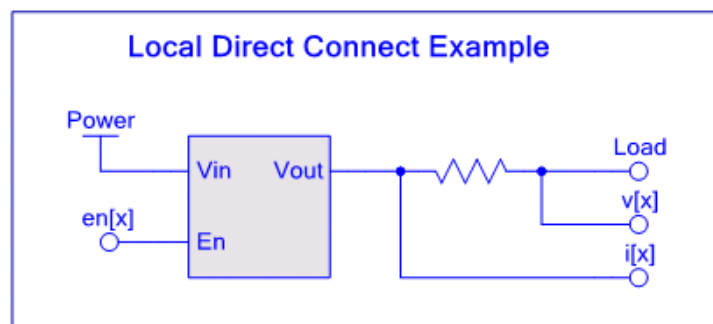 Local Direct Connect Example
Power
Load
Vin
Vout
v[x]
en[x]
En
i[x]